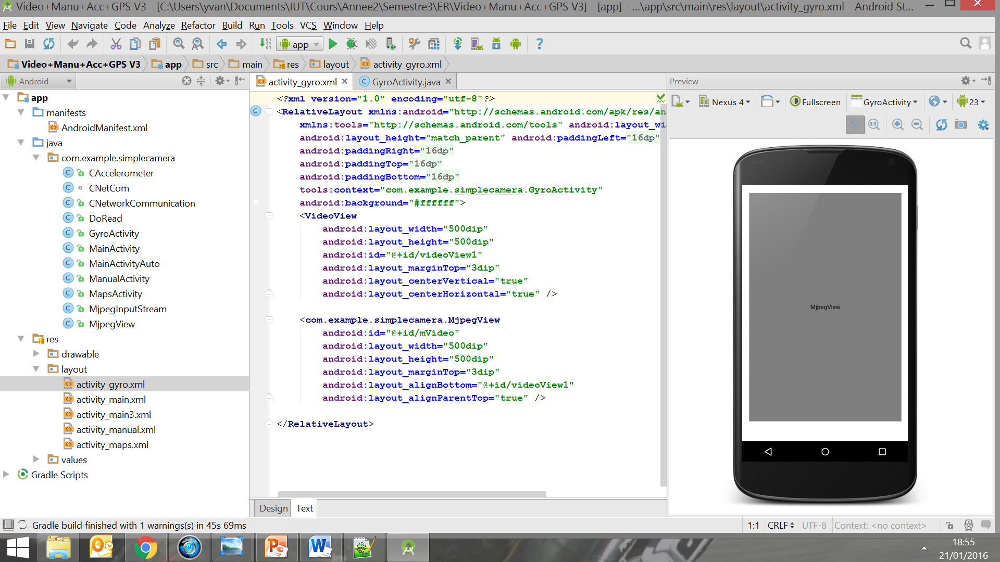 Video+Manu+Acc+GPS V3 - [C:\Users\yvan\Documents\IUT\Cours\Annee2\Semestre3\ER\Video+Manu+Acc+GPS V3] - [app] - ...\app\src\main\res\layout\activity_gyro.xml - Android St...
File Edit View Navigate Code Analyze Refactor Build Run Tools VCS Window Help
app
Video+Manu+Acc+GPS V3 app src main res layout activity_gyro.xml
Android
app
manifests
AndroidManifest.xml
java
com.example.simplecamera
CAccelerometer
CNetCom
CNetworkCommunication
DoRead
GyroActivity
MainActivity
MainActivityAuto
ManualActivity
MapsActivity
MjpegInputStream
MjpegView
res
drawable
layout
activity_gyro.xml
activity_main.xml
activity_main3.xml
activity_manual.xml
activity_maps.xml
values
Gradle Scripts
activity_gyro.xml GyroActivity.java
<?xml version="1.0" encoding="utf-8"?>
<RelativeLayout xmlns:android="http://schemas.android.com/apk/res/an
xmlns:tools="http://schemas.android.com/tools" android:layout_wi
android:layout_height="match_parent" android:paddingLeft="16dp"
android:paddingRight="16dp"
android:paddingTop="16dp"
android:paddingBottom="16dp"
tools:context="com.example.simplecamera.GyroActivity"
android:background="#ffffff">
<VideoView
android:layout_width="500dip"
android:layout_height="500dip"
android:id="@+id/videoView1"
android:layout_marginTop="3dip"
android:layout_centerVertical="true"
android:layout_centerHorizontal="true" />
<com.example.simplecamera.MjpegView
android:id="@+id/mVideo"
android:layout_width="500dip"
android:layout_height="500dip"
android:layout_marginTop="3dip"
android:layout_alignBottom="@+id/videoView1"
android:layout_alignParentTop="true" />
</RelativeLayout>
Design Text
Preview
Nexus 4 Fullscreen GyroActivity 23
MjpegView
Gradle build finished with 1 warnings(s) in 45s 69ms
1:1 CRLF UTF-8 Context: <no context>
18:55
21/01/2016